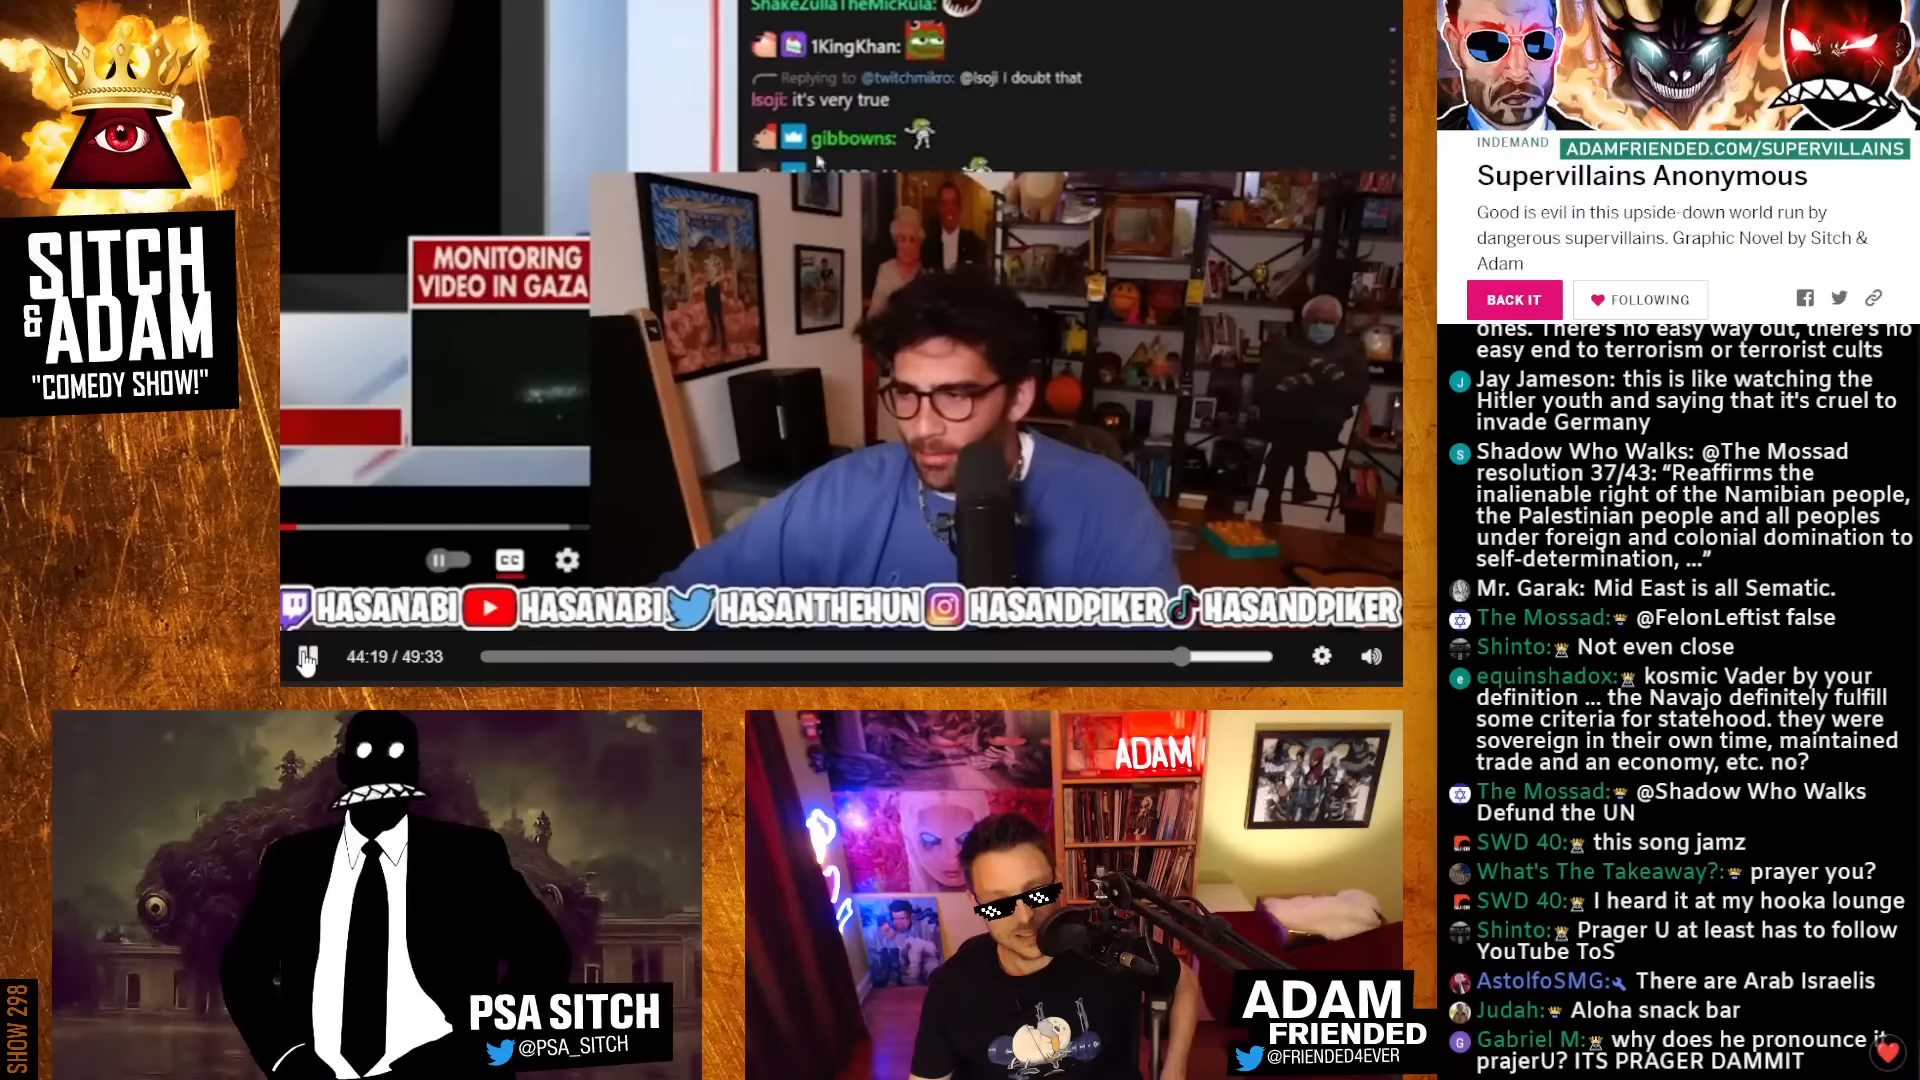 SITCH
& ADAM
"COMEDY SHOW!"
SHOW 298
ShakeZullaTheMicRula:
1KingKhan:
Replying to @twitchmikro: @lsoji I doubt that
lsoji: it's very true
gibbowns:
MONITORING
VIDEO IN GAZA
CC
HASANABI HASANABI HASANTHEHUN HASANDPIKER HASANDPIKER
44:19 / 49:33
PSA SITCH
@PSA_SITCH
ADAM
ADAM
FRIENDED
@FRIENDED4EVER
INDEMAND
ADAMFRIENDED.COM/SUPERVILLAINS
Supervillains Anonymous
Good is evil in this upside-down world run by
dangerous supervillains. Graphic Novel by Sitch &
Adam
BACK IT
FOLLOWING
ones. There's no easy way out, there's no
easy end to terrorism or terrorist cults
J Jay Jameson: this is like watching the
Hitler youth and saying that it's cruel to
invade Germany
S Shadow Who Walks: @The Mossad
resolution 37/43: “Reaffirms the
inalienable right of the Namibian people,
the Palestinian people and all peoples
under foreign and colonial domination to
self-determination, ...”
Mr. Garak: Mid East is all Sematic.
The Mossad: @FelonLeftist false
Shinto: Not even close
e equinshadox: kosmic Vader by your
definition ... the Navajo definitely fulfill
some criteria for statehood. they were
sovereign in their own time, maintained
trade and an economy, etc. no?
The Mossad: @Shadow Who Walks
Defund the UN
SWD 40: this song jamz
What's The Takeaway?: prayer you?
SWD 40: I heard it at my hooka lounge
Shinto: Prager U at least has to follow
YouTube ToS
AstolfoSMG: There are Arab Israelis
Judah: Aloha snack bar
G Gabriel M: why does he pronounce it
prajerU? ITS PRAGER DAMMIT